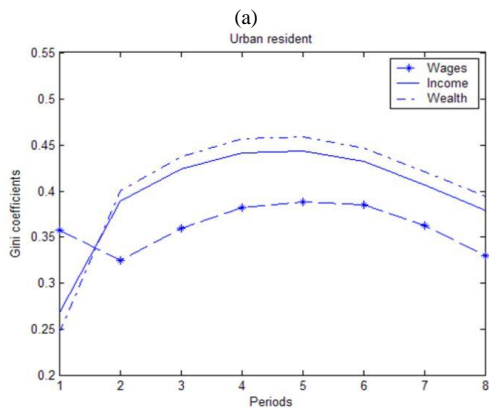 (a)
Urban resident
0.55
0.5
0.45
0.4
0.35
0.3
0.25
0.2
Gini coefficients
Wages
Income
Wealth
1 2 3 4 5 6 7 8
Periods